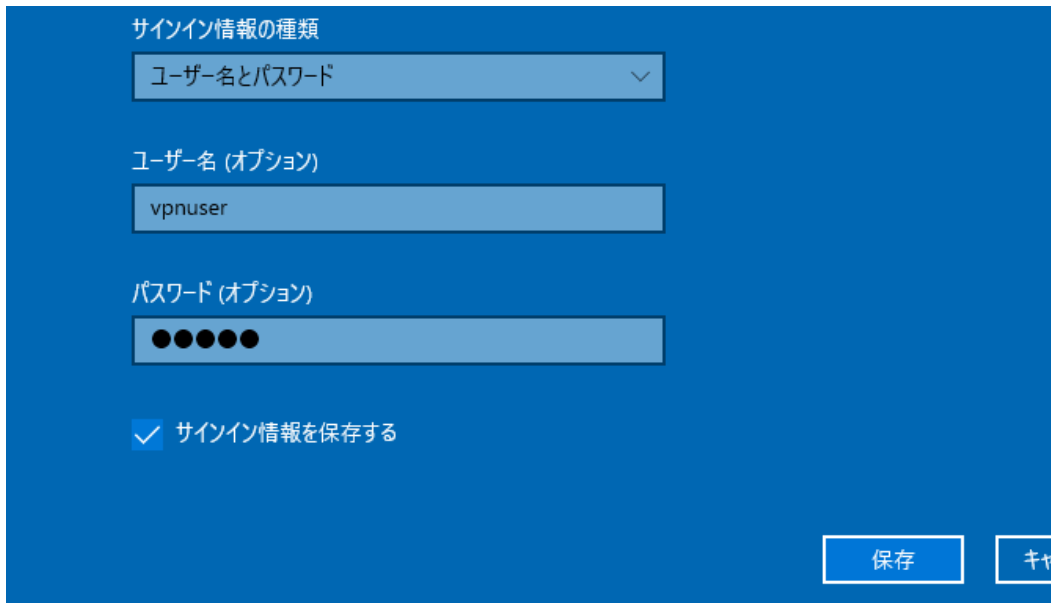 サインイン情報の種類
ユーザー名とパスワード
ユーザー名 (オプション)
vpnuser
パスワード (オプション)
●●●●●
サインイン情報を保存する
保存
キャ